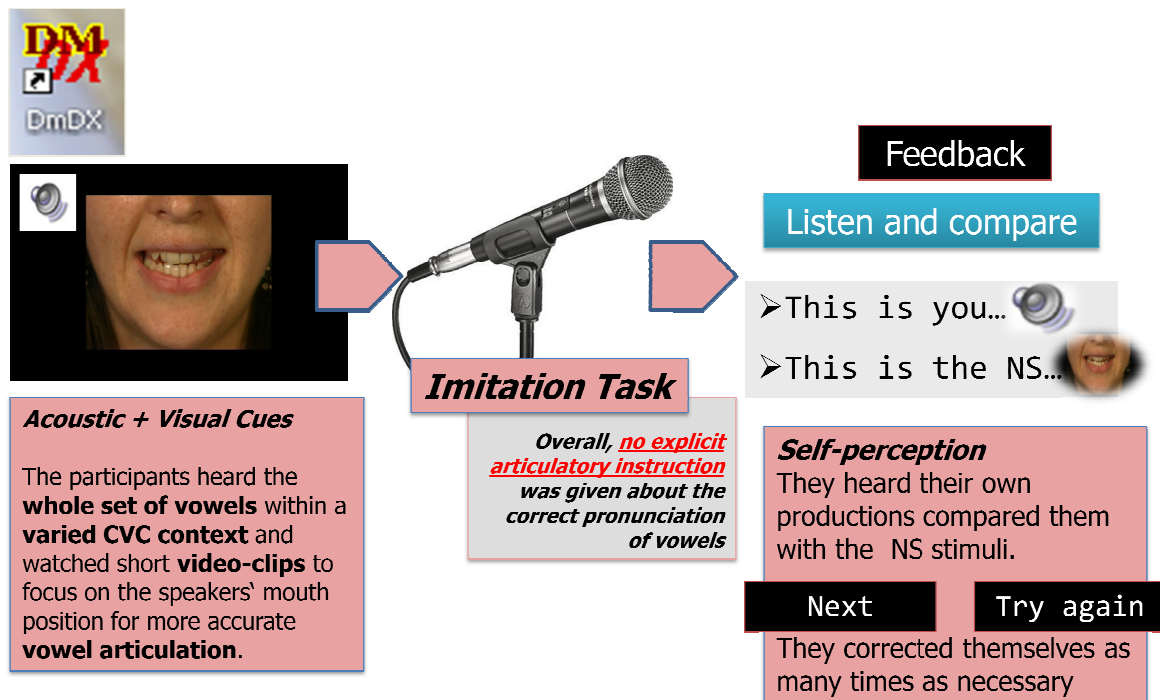 DMDX
DmDX
Acoustic + Visual Cues
The participants heard the
whole set of vowels within a
varied CVC context and
watched short video-clips to
focus on the speakers‘ mouth
position for more accurate
vowel articulation.
Imitation Task
Overall, no explicit
articulatory instruction
was given about the
correct pronunciation
of vowels
Feedback
Listen and compare
➢This is you…
➢This is the NS…
Self-perception
They heard their own
productions compared them
with the  NS stimuli.
Next
Try again
They corrected themselves as
many times as necessary